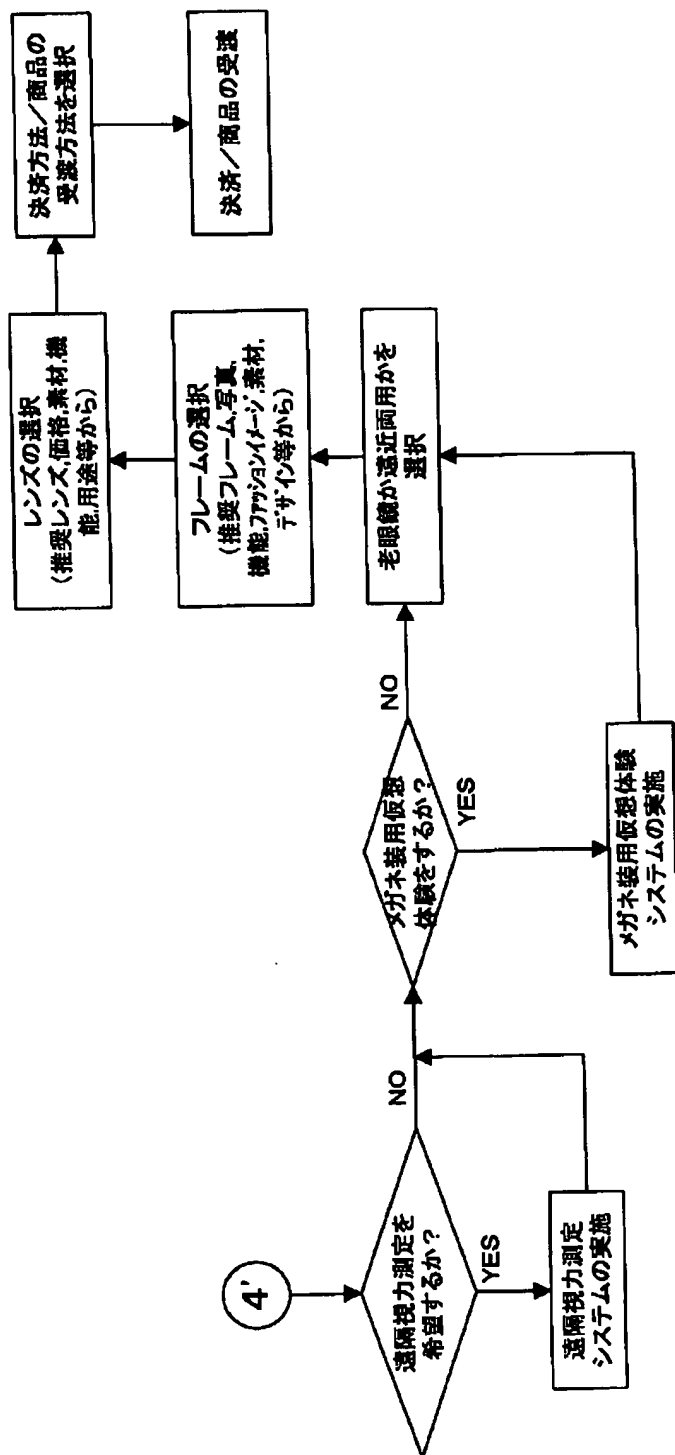 4'
遠隔視力測定を
希望するか?
NO
YES
遠隔視力測定
システムの実施
メガネ装用仮想
体験をするか?
NO
YES
メガネ装用仮想体験
システムの実施
老眼鏡か遠近両用かを
選択
フレームの選択
(推奨フレーム,写真,
機能,ファッションイメージ,素材,
デザイン等から)
レンズの選択
(推奨レンズ,価格,素材,機
能,用途等から)
決済方法/商品の
受渡方法を選択
決済/商品の受渡